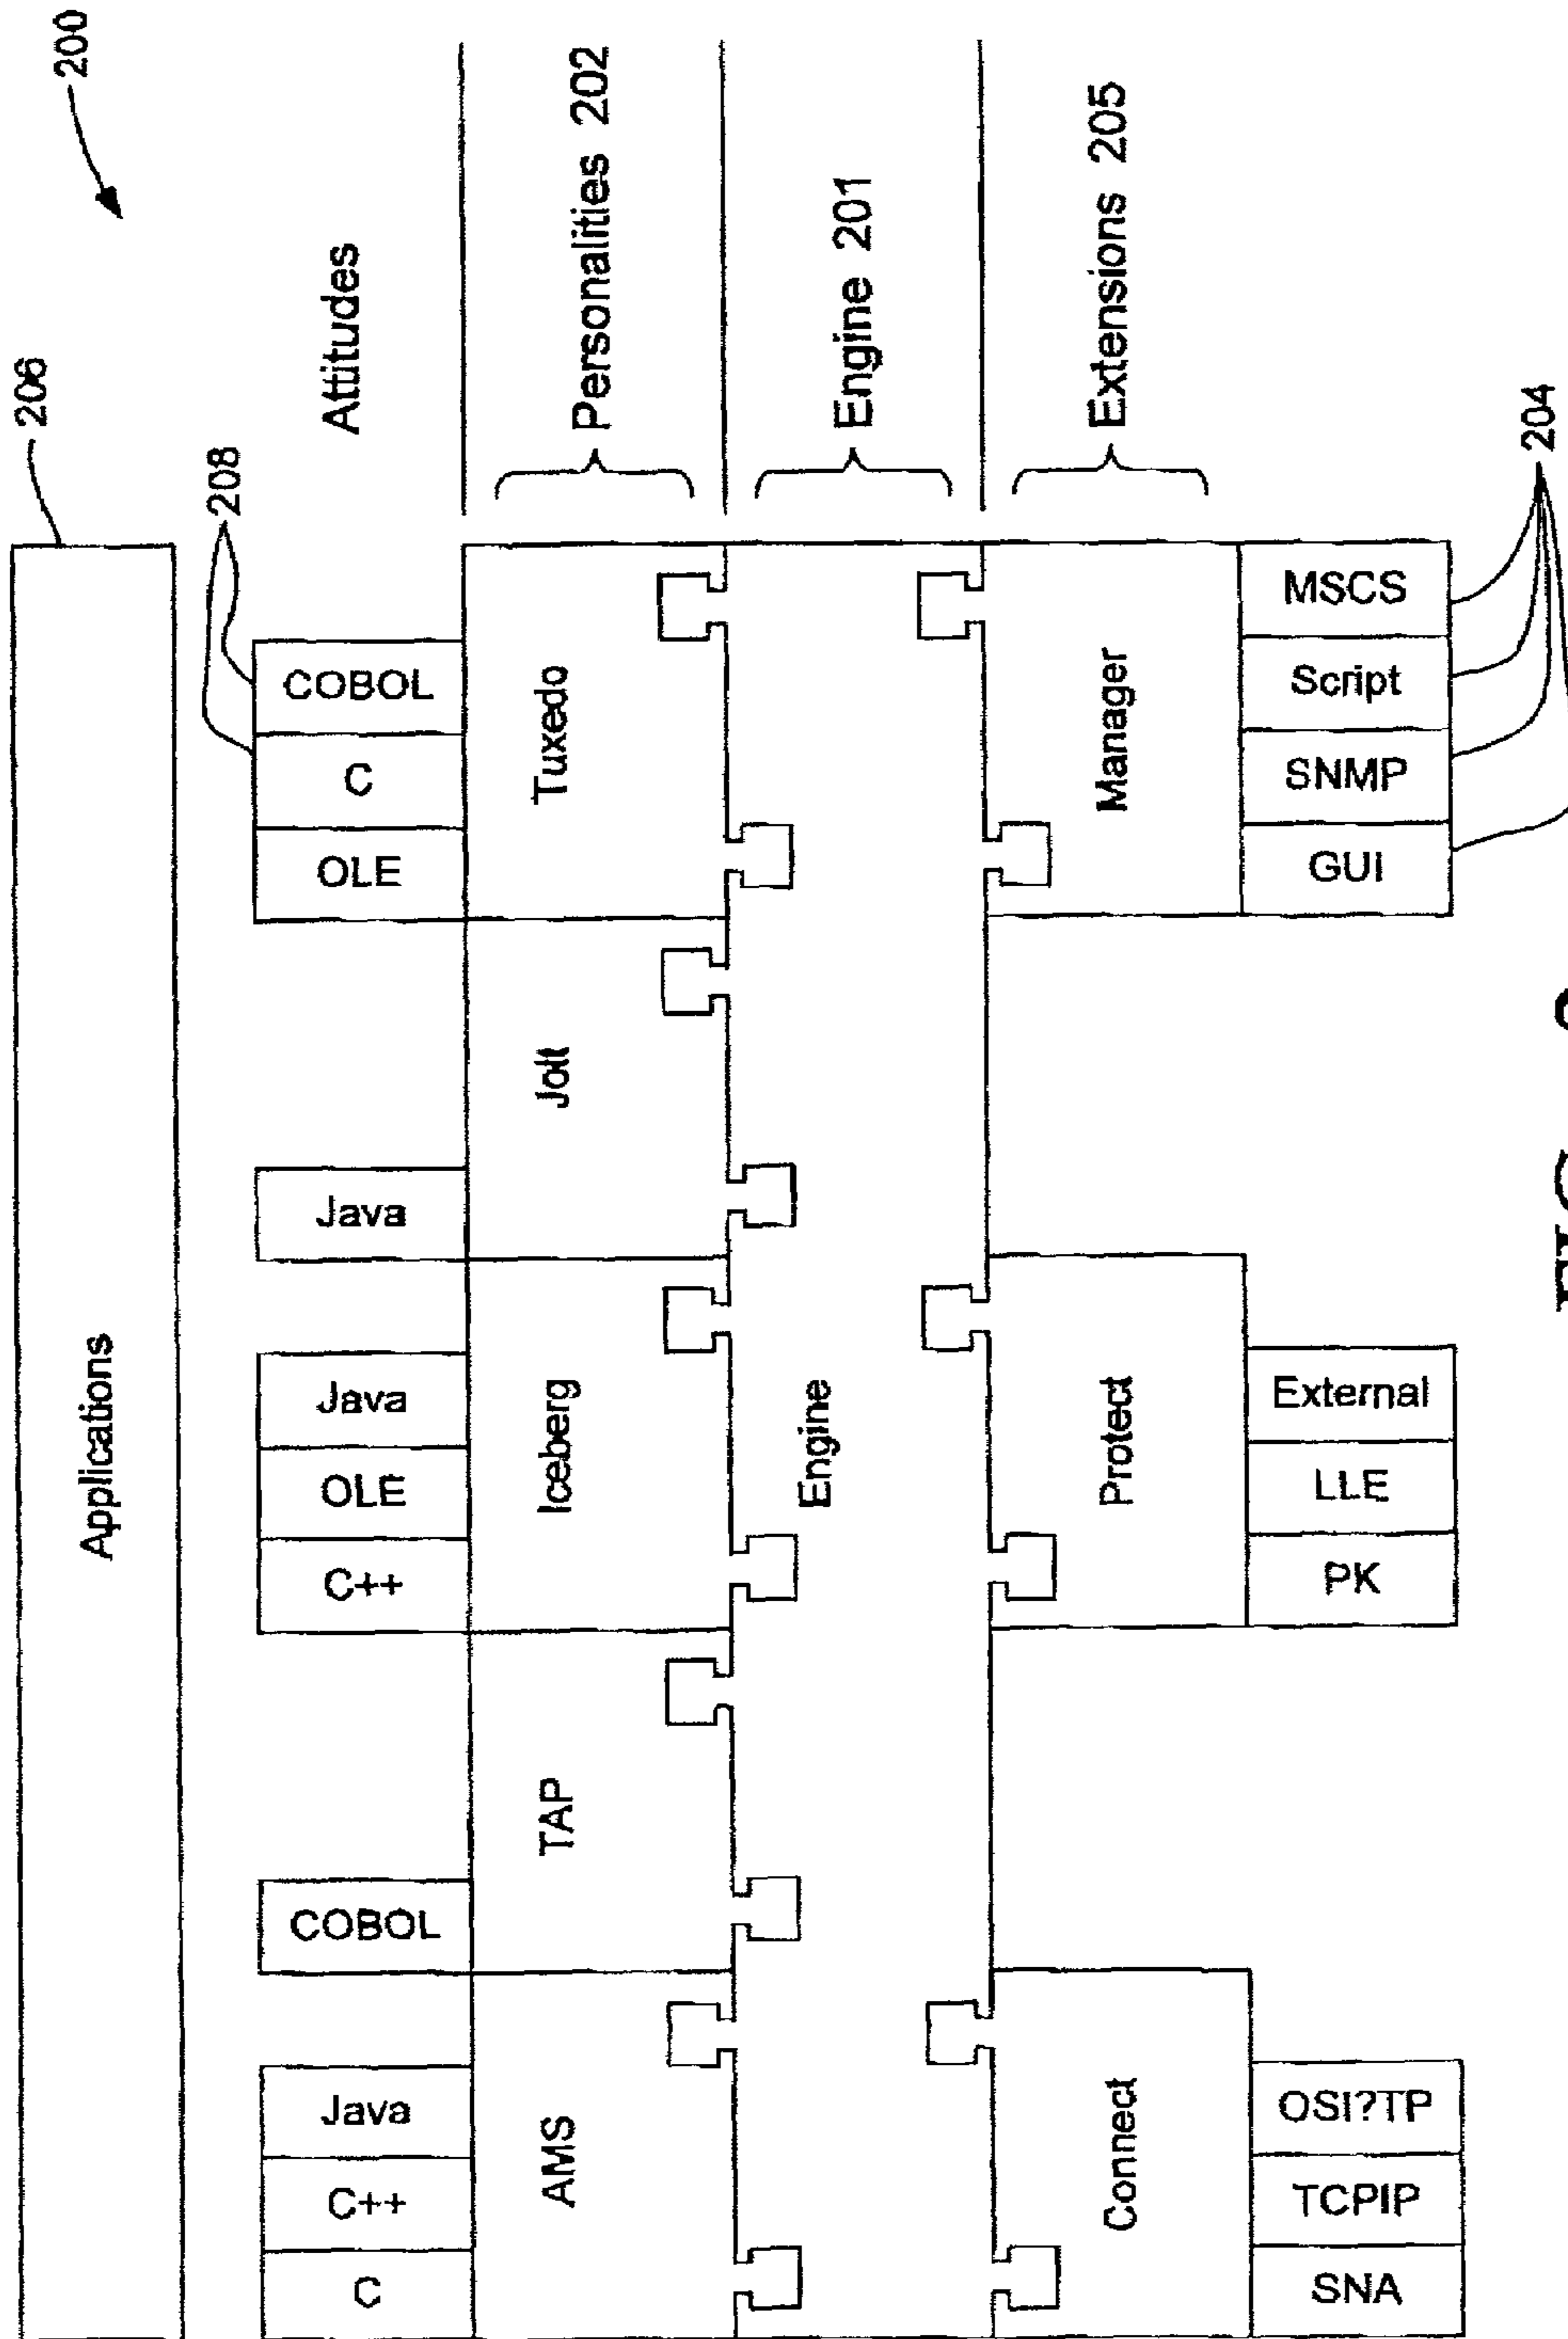 200
206
Applications
208
Attitudes
C
C++
Java
COBOL
C++
OLE
Java
Java
OLE
C
COBOL
AMS
TAP
Iceberg
Jott
Tuxedo
Personalities 202
Engine
Engine 201
Connect
Protect
Manager
Extensions 205
SNA
TCPIP
OSI?TP
PK
LLE
External
GUI
SNMP
Script
MSCS
204
FIG.